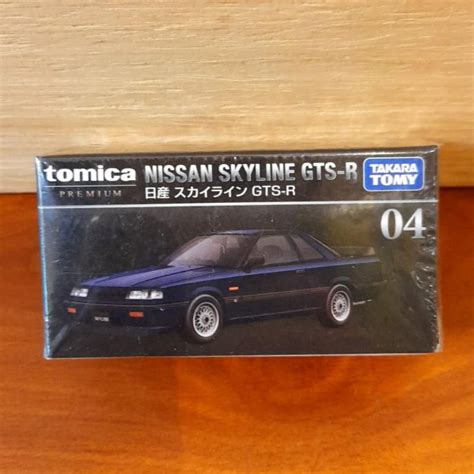 tomica NISSAN SKYLINE GTS-R TAKARA TOMY
PREMIUM 日産 スカイライン GTS-R
04